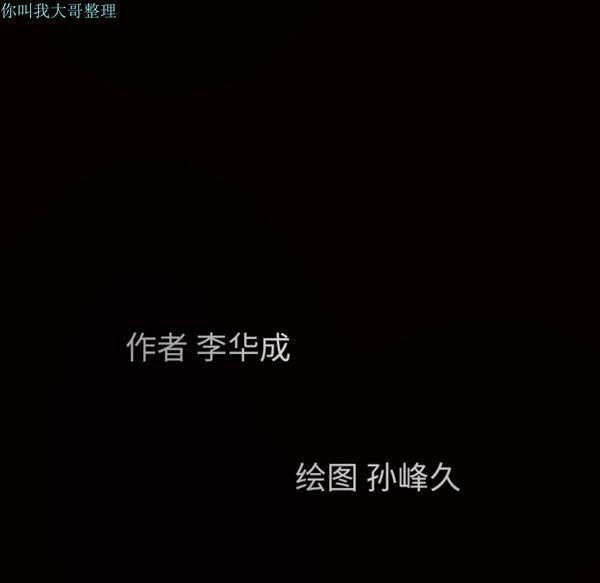 你叫我大哥整理
作者 李华成
绘图 孙峰久